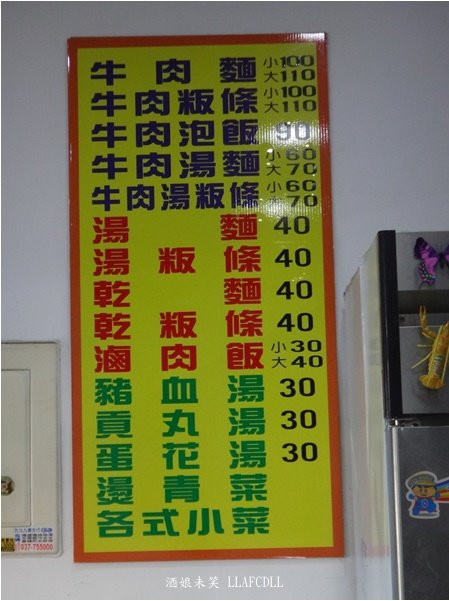 牛肉麵 小100 大110
牛肉粄條 小100 大110
牛肉泡飯 90
牛肉湯麵 小60 大70
牛肉湯粄條 小60 大70
湯麵 40
湯粄條 40
乾麵 40
乾粄條 40
滷肉飯 小30 大40
豬血湯 30
貢丸湯 30
蛋花湯 30
燙青菜
各式小菜
037-755000
酒娘未笑 LLAFCDLL